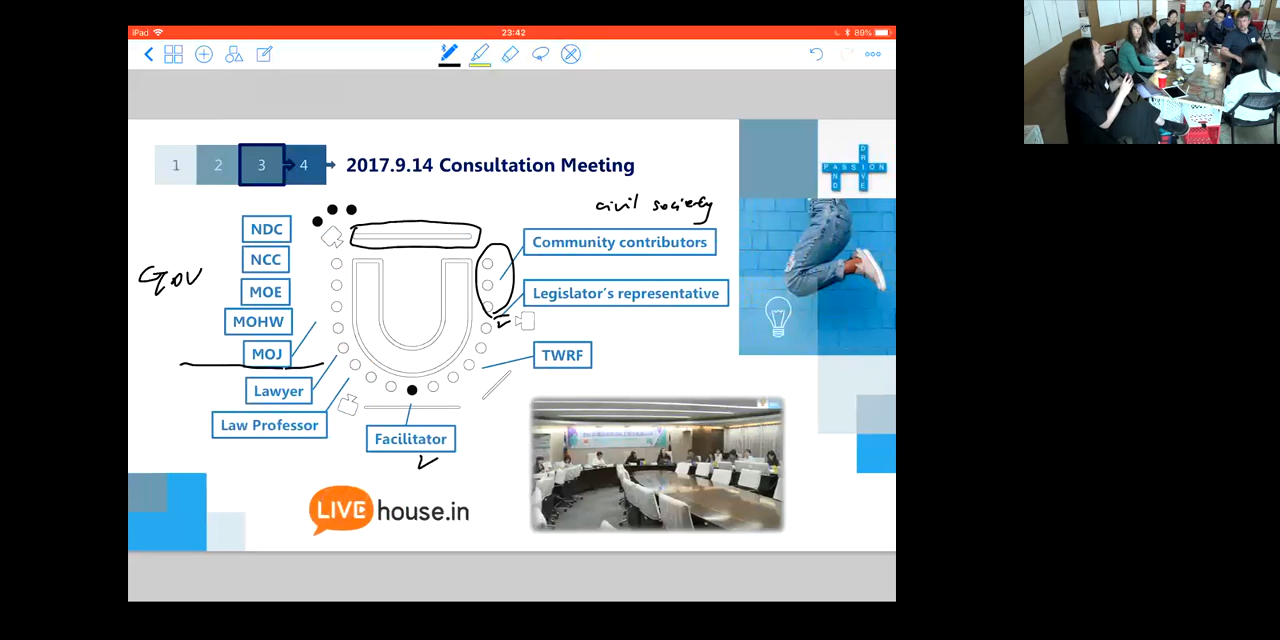 iPad
23:42
89%
1 2 3 4
2017.9.14 Consultation Meeting
PASSION
AND
DRIVE
civil society
NDC
Community contributors
NCC
Gov
MOE
Legislator's representative
MOHW
MOJ
TWRF
Lawyer
Law Professor
Facilitator
LIVE house.in